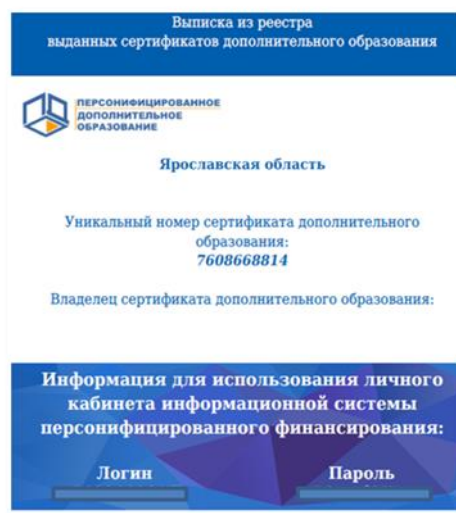 Выписка из реестра
выданных сертификатов дополнительного образования
ПЕРСОНИФИЦИРОВАННОЕ
ДОПОЛНИТЕЛЬНОЕ
ОБРАЗОВАНИЕ
Ярославская область
Уникальный номер сертификата дополнительного
образования:
7608668814
Владелец сертификата дополнительного образования:
Информация для использования личного
кабинета информационной системы
персонифицированного финансирования:
Логин Пароль